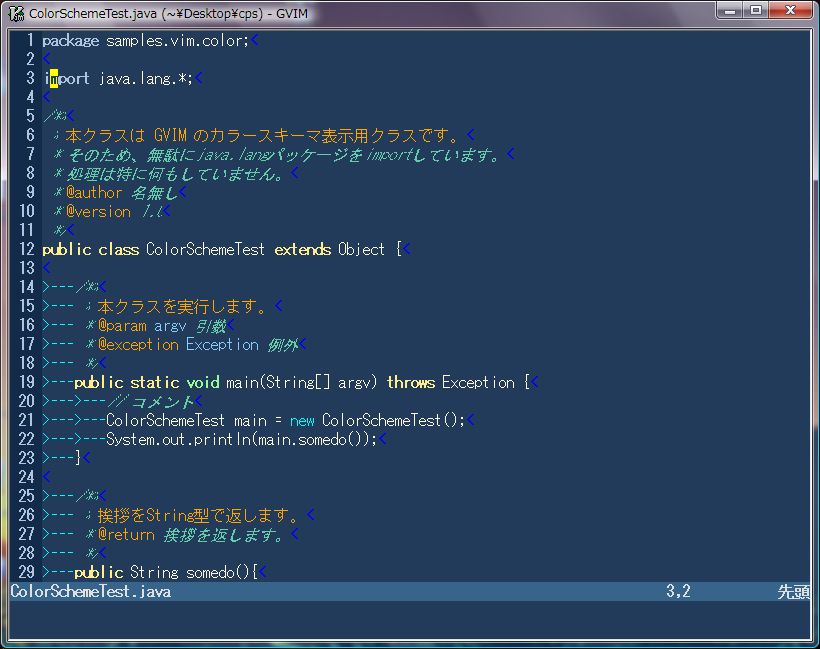 ColorSchemeTest.java (~¥Desktop¥cps) - GVIM
1 package samples.vim.color;<
2 <
3 import java.lang.*;<
4 <
5 /**<
6  * 本クラスは GVIM のカラースキーマ表示用クラスです。<
7  * そのため、無駄にjava.langパッケージをimportしています。<
8  * 処理は特に何もしていません。<
9  * @author 名無し<
10  * @version 1.0<
11  */<
12 public class ColorSchemeTest extends Object {<
13 <
14 >---/**<
15 >--- * 本クラスを実行します。<
16 >--- * @param argv 引数<
17 >--- * @exception Exception 例外<
18 >--- */<
19 >---public static void main(String[] argv) throws Exception {<
20 >--->---// コメント<
21 >--->---ColorSchemeTest main = new ColorSchemeTest();<
22 >--->---System.out.println(main.somedo());<
23 >---}<
24 <
25 >---/**<
26 >--- * 挨拶をString型で返します。<
27 >--- * @return 挨拶を返します。<
28 >--- */<
29 >---public String somedo(){<
ColorSchemeTest.java 3,2 先頭